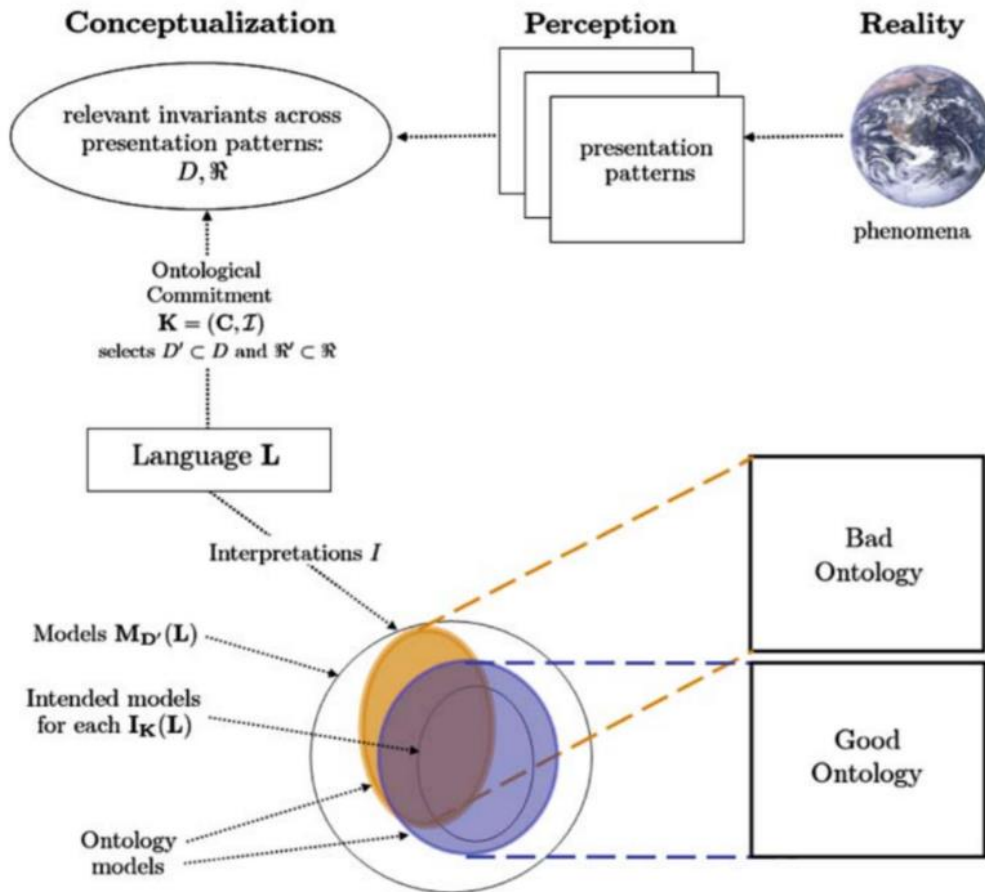 Conceptualization
Perception
Reality
relevant invariants across
presentation patterns:
D, ℜ
presentation
patterns
phenomena
Ontological
Commitment
K = (C, ℐ)
selects D′ ⊂ D and ℜ′ ⊂ ℜ
Language L
Interpretations I
Bad
Ontology
Models M_D′(L)
Intended models
for each I_K(L)
Good
Ontology
Ontology
models